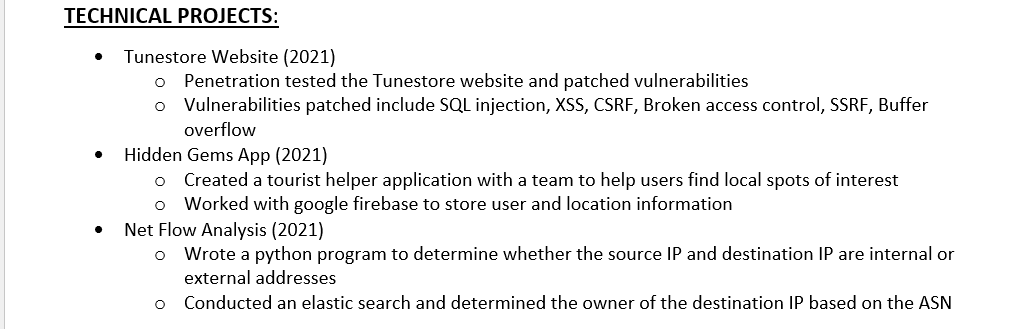 TECHNICAL PROJECTS:
• Tunestore Website (2021)
o Penetration tested the Tunestore website and patched vulnerabilities
o Vulnerabilities patched include SQL injection, XSS, CSRF, Broken access control, SSRF, Buffer
overflow
• Hidden Gems App (2021)
o Created a tourist helper application with a team to help users find local spots of interest
o Worked with google firebase to store user and location information
• Net Flow Analysis (2021)
o Wrote a python program to determine whether the source IP and destination IP are internal or
external addresses
o Conducted an elastic search and determined the owner of the destination IP based on the ASN